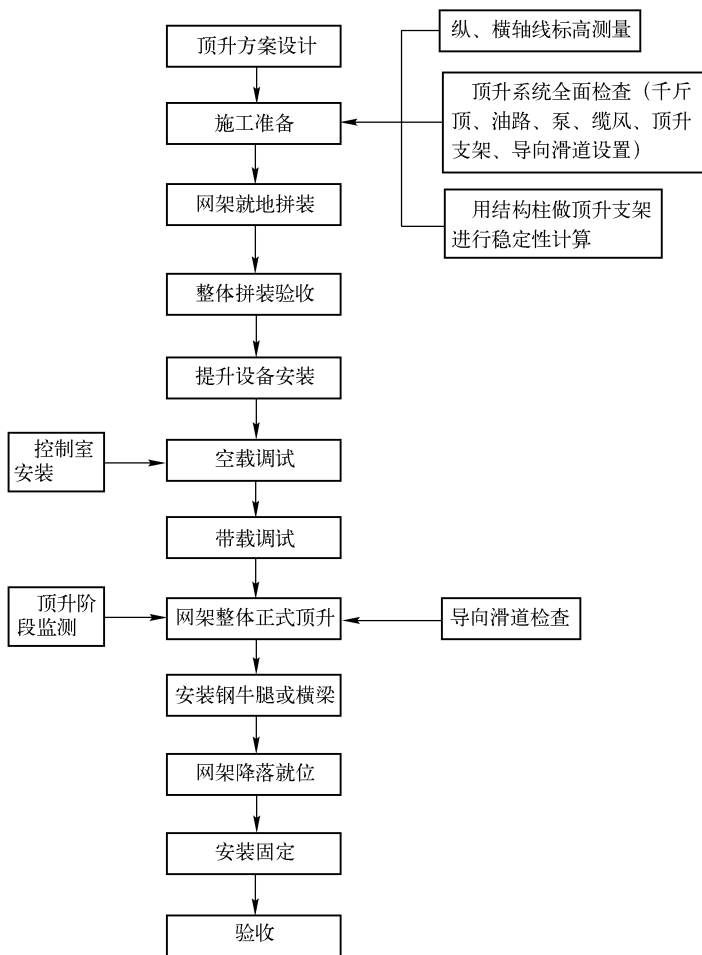 顶升方案设计
纵、横轴线标高测量
顶升系统全面检查（千斤
顶、油路、泵、缆风、顶升
支架、导向滑道设置）
施工准备
用结构柱做顶升支架
进行稳定性计算
网架就地拼装
整体拼装验收
提升设备安装
控制室
安装
空载调试
带载调试
顶升阶
段监测
网架整体正式顶升
导向滑道检查
安装钢牛腿或横梁
网架降落就位
安装固定
验收